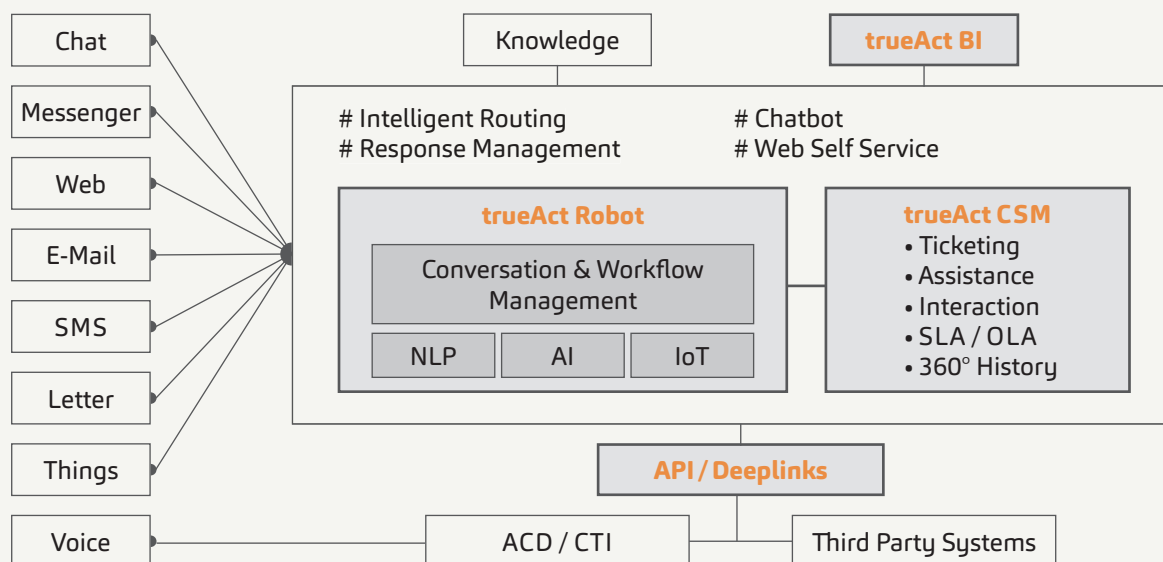 Chat
Messenger
Web
E-Mail
SMS
Letter
Things
Voice
Knowledge
trueAct BI
# Intelligent Routing
# Response Management
# Chatbot
# Web Self Service
trueAct Robot
Conversation & Workflow
Management
NLP
AI
IoT
trueAct CSM
• Ticketing
• Assistance
• Interaction
• SLA / OLA
• 360° History
API / Deeplinks
ACD / CTI
Third Party Systems